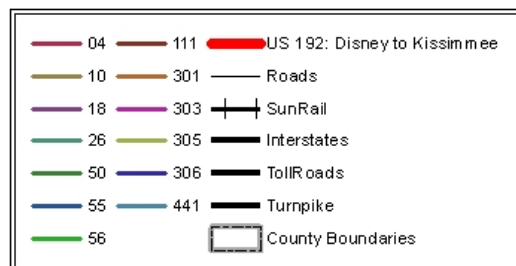 04 111 US 192: Disney to Kissimmee
10 301 Roads
18 303 SunRail
26 305 Interstates
50 306 TollRoads
55 441 Turnpike
56 County Boundaries